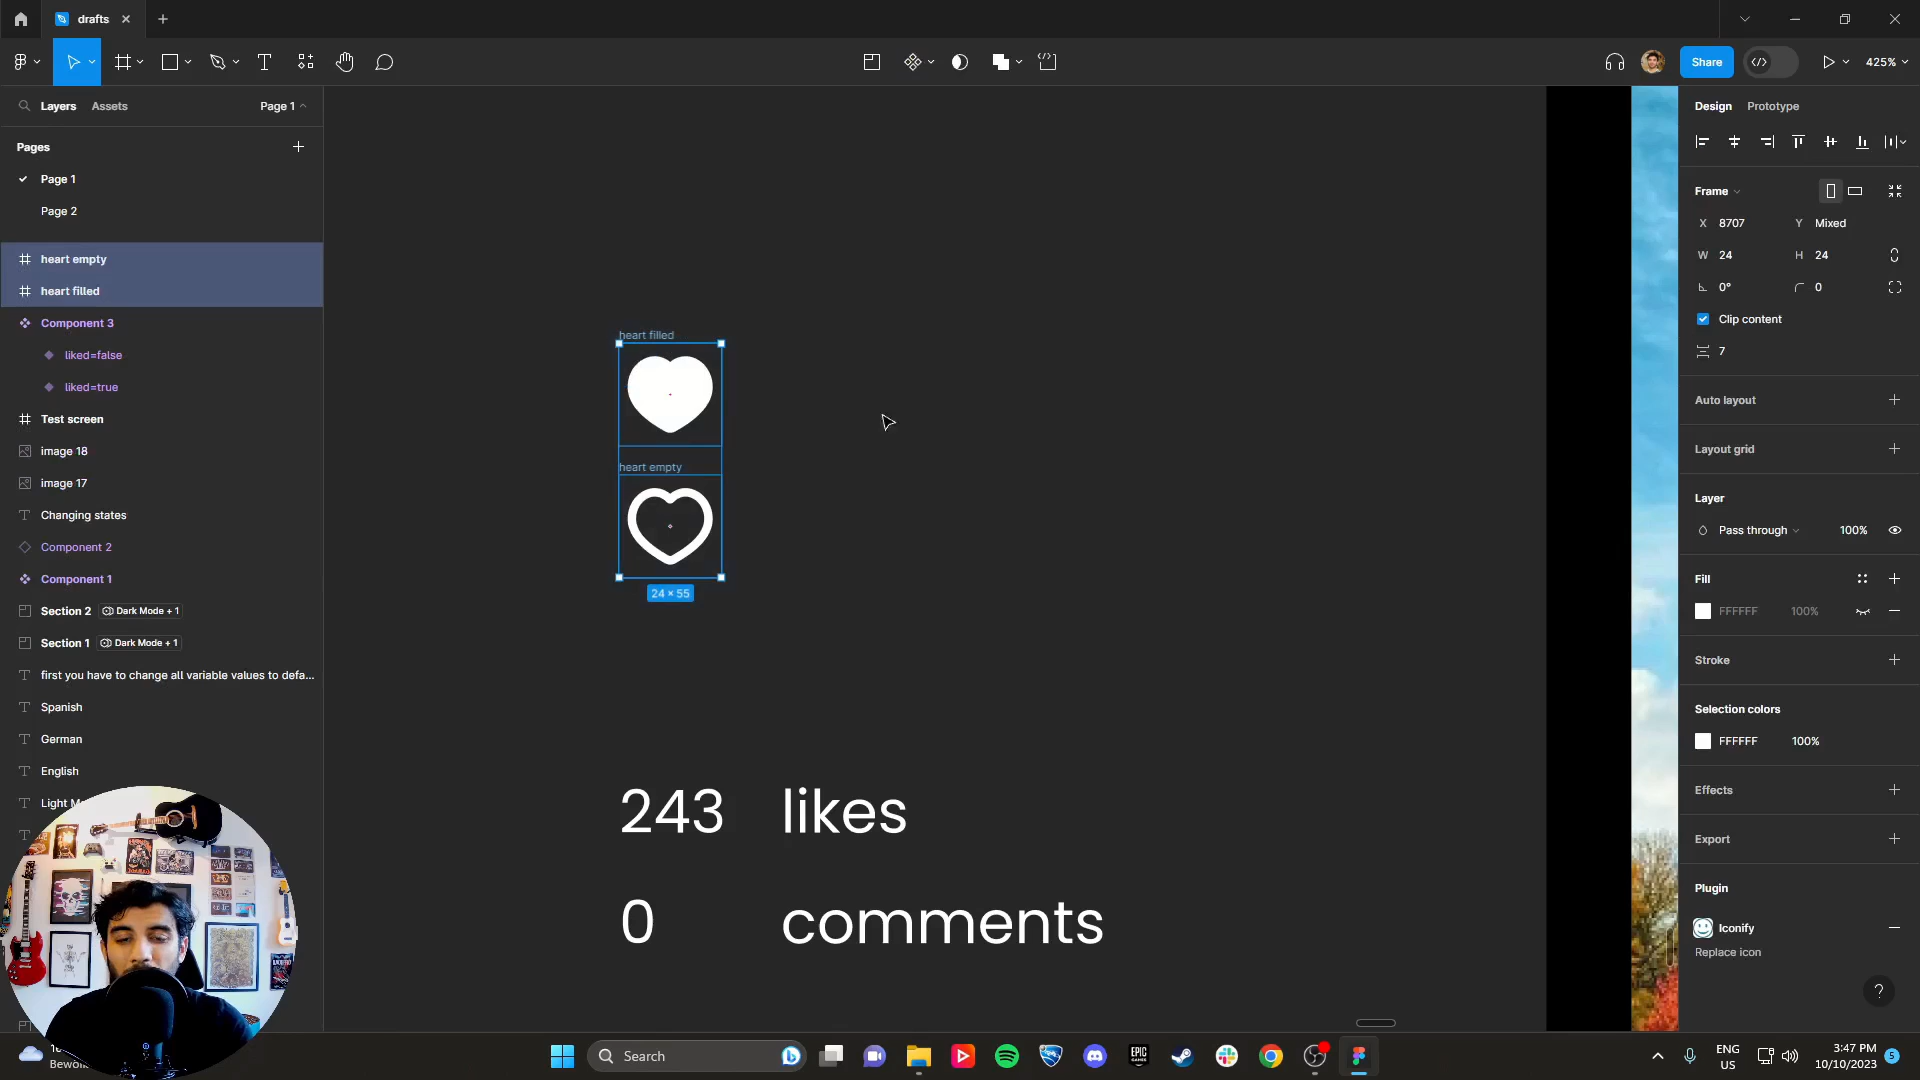 drafts
Share
425%
Layers
Assets
Page 1
Design
Prototype
Pages
Page 1
Page 2
heart empty
heart filled
Component 3
liked=false
liked=true
Test screen
image 18
image 17
Changing states
Component 2
Component 1
Section 2
Dark Mode + 1
Section 1
Dark Mode + 1
first you have to change all variable values to defa...
Spanish
German
English
heart filled
heart empty
24 × 55
243 likes
0 comments
Frame
X 8707
Y Mixed
W 24
H 24
0°
0
Clip content
7
Auto layout
Layout grid
Layer
Pass through
100%
Fill
FFFFFF
100%
Stroke
Selection colors
FFFFFF
100%
Effects
Export
Plugin
Iconify
Replace icon
?
Search
EPIC
GAMES
ENG
US
3:47 PM
10/10/2023
5